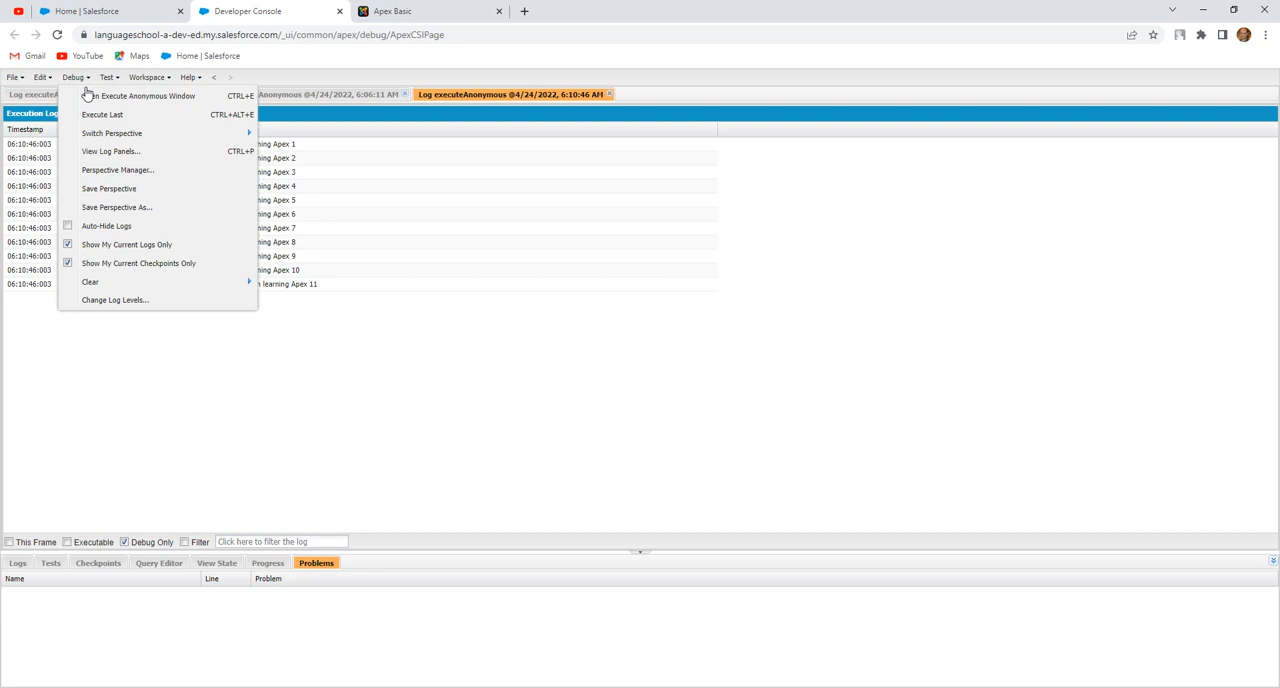 Home | Salesforce
Developer Console
Apex Basic
languageschool-a-dev-ed.my.salesforce.com/_ui/common/apex/debug/ApexCSIPage
Gmail YouTube Maps Home | Salesforce
File Edit Debug Test Workspace Help < >
Log execute Anonymous @4/24/2022, 6:06:11 AM Log executeAnonymous @4/24/2022, 6:10:46 AM
Execution Log
Timestamp
06:10:46:003 ning Apex 1
06:10:46:003 ning Apex 2
06:10:46:003 ning Apex 3
06:10:46:003 ning Apex 4
06:10:46:003 ning Apex 5
06:10:46:003 ning Apex 6
06:10:46:003 ning Apex 7
06:10:46:003 ning Apex 8
06:10:46:003 ning Apex 9
06:10:46:003 ning Apex 10
06:10:46:003 learning Apex 11
en Execute Anonymous Window CTRL+E
Execute Last CTRL+ALT+E
Switch Perspective
View Log Panels... CTRL+P
Perspective Manager...
Save Perspective
Save Perspective As...
Auto-Hide Logs
Show My Current Logs Only
Show My Current Checkpoints Only
Clear
Change Log Levels...
This Frame Executable Debug Only Filter Click here to filter the log
Logs Tests Checkpoints Query Editor View State Progress Problems
Name Line Problem